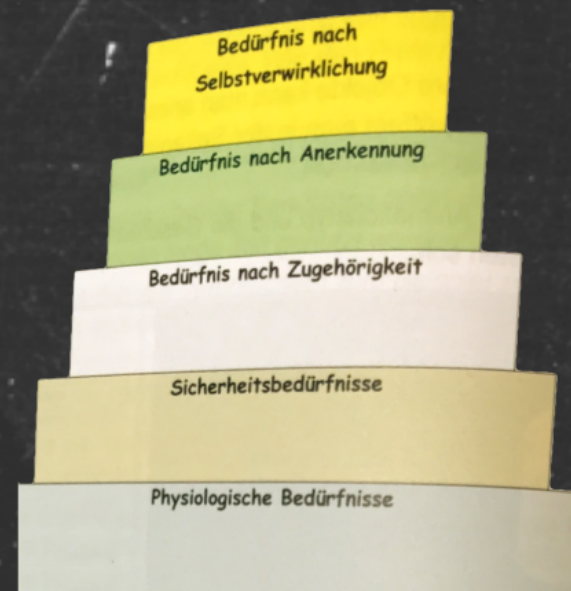 Bedürfnis nach
Selbstverwirklichung
Bedürfnis nach Anerkennung
Bedürfnis nach Zugehörigkeit
Sicherheitsbedürfnisse
Physiologische Bedürfnisse